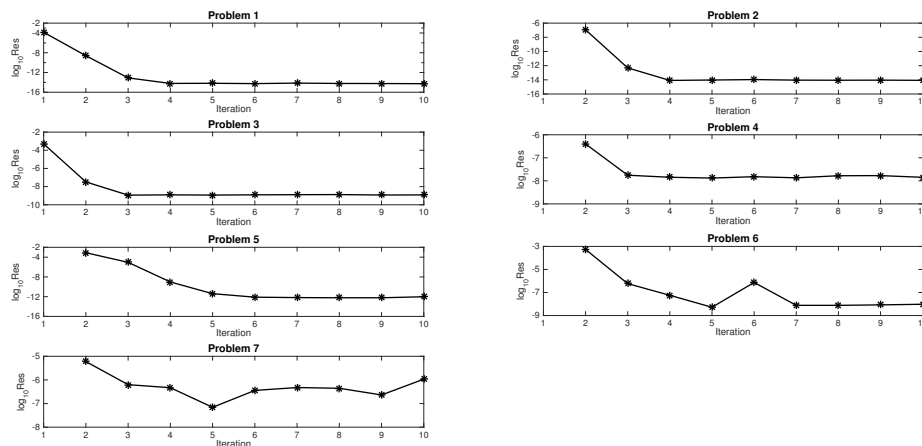 Problem 1
-2
-4
-8
-12
-16
log10Res
1 2 3 4 5 6 7 8 9 10
Iteration
Problem 2
-6
-8
-10
-12
-14
-16
log10Res
1 2 3 4 5 6 7 8 9 1
Iteration
Problem 3
-2
-4
-6
-8
-10
log10Res
1 2 3 4 5 6 7 8 9 10
Iteration
Problem 4
-6
-7
-8
-9
log10Res
1 2 3 4 5 6 7 8 9 1
Iteration
Problem 5
-2
-4
-8
-12
-16
log10Res
1 2 3 4 5 6 7 8 9 10
Iteration
Problem 6
-3
-5
-7
-9
log10Res
1 2 3 4 5 6 7 8 9 1
Iteration
Problem 7
-5
-6
-7
-8
log10Res
1 2 3 4 5 6 7 8 9 10
Iteration